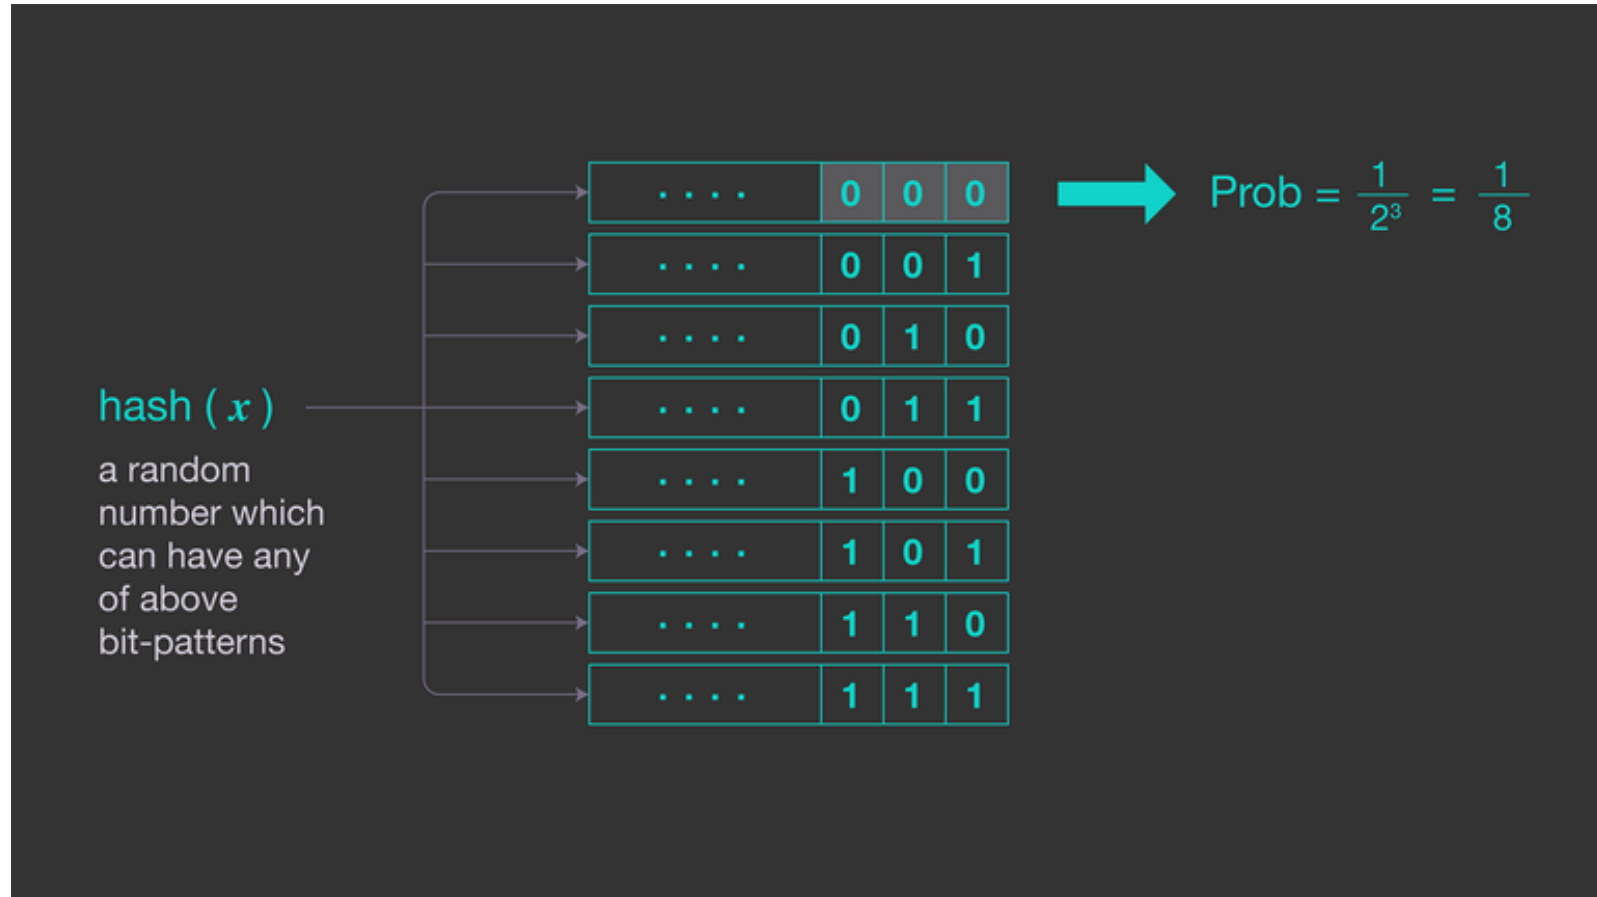 . . . . 0 0 0
Prob = 1/2³ = 1/8
. . . . 0 0 1
. . . . 0 1 0
hash ( x )
. . . . 0 1 1
a random
number which
can have any
of above
bit-patterns
. . . . 1 0 0
. . . . 1 0 1
. . . . 1 1 0
. . . . 1 1 1